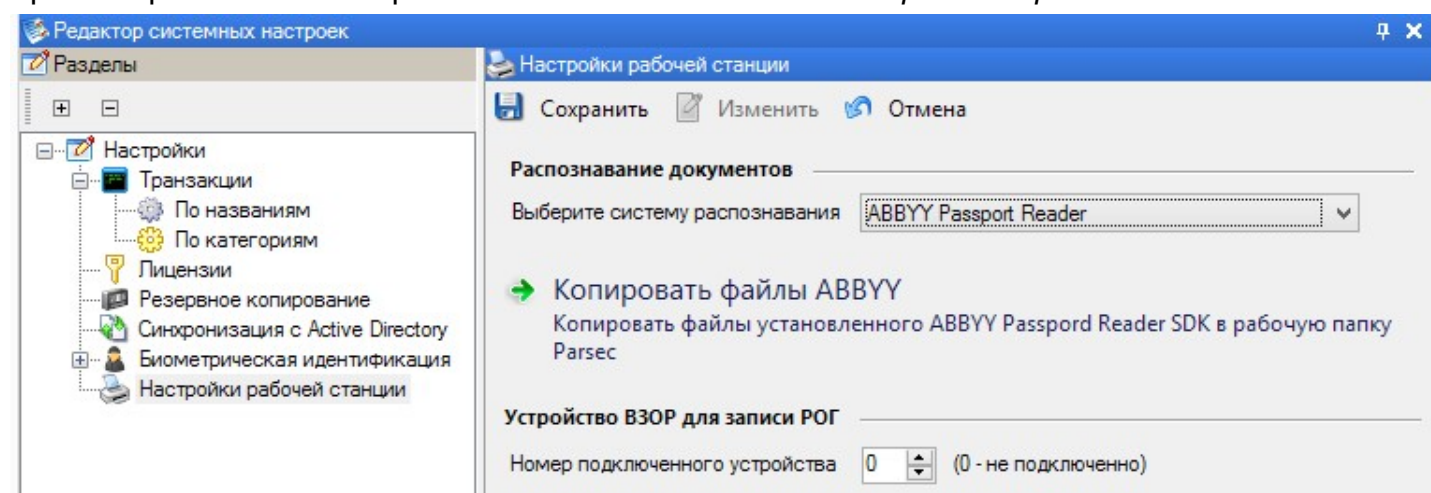 Редактор системных настроек
Разделы
Настройки
Транзакции
По названиям
По категориям
Лицензии
Резервное копирование
Синхронизация с Active Directory
Биометрическая идентификация
Настройки рабочей станции
Настройки рабочей станции
Сохранить Изменить Отмена
Распознавание документов
Выберите систему распознавания ABBYY Passport Reader
Копировать файлы ABBYY
Копировать файлы установленного ABBYY Passpord Reader SDK в рабочую папку
Parsec
Устройство ВЗОР для записи РОГ
Номер подключенного устройства 0 (0 - не подключенно)